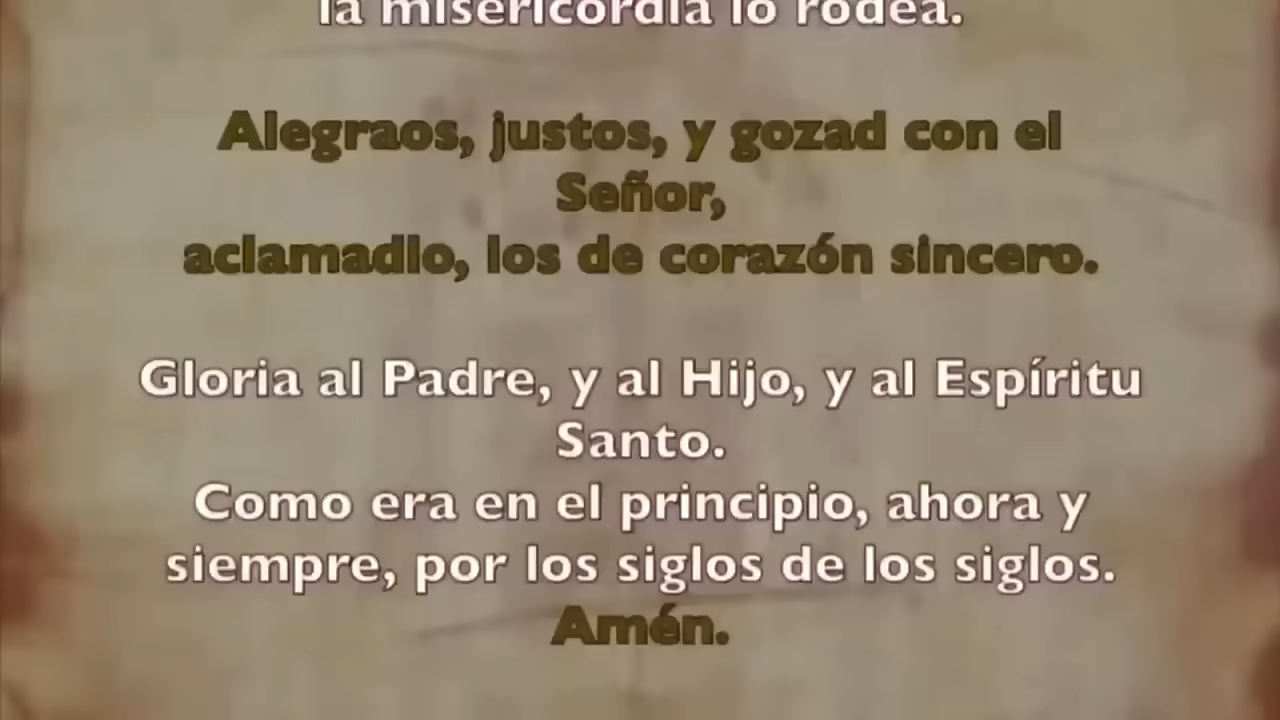 la misericordia lo rodea.
Alegraos, justos, y gozad con el
Señor,
aclamadlo, los de corazón sincero.
Gloria al Padre, y al Hijo, y al Espíritu
Santo.
Como era en el principio, ahora y
siempre, por los siglos de los siglos.
Amén.